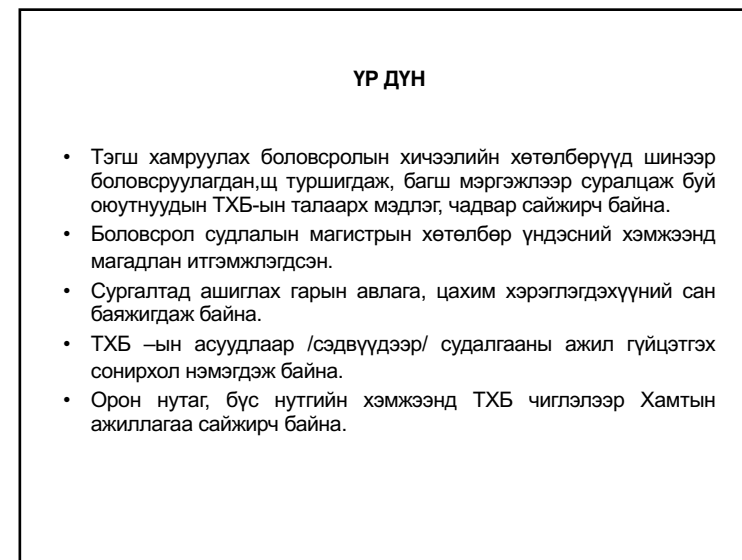 ҮР ДҮН
• Тэгш хамруулах боловсролын хичээлийн хөтөлбөрүүд шинээр
боловсруулагдан,щ туршигдаж, багш мэргэжлээр суралцаж буй
оюутнуудын ТХБ-ын талаарх мэдлэг, чадвар сайжирч байна.
• Боловсрол судлалын магистрын хөтөлбөр үндэсний хэмжээнд
магадлан итгэмжлэгдсэн.
• Сургалтад ашиглах гарын авлага, цахим хэрэглэгдэхүүний сан
баяжигдаж байна.
• ТХБ –ын асуудлаар /сэдвүүдээр/ судалгааны ажил гүйцэтгэх
сонирхол нэмэгдэж байна.
• Орон нутаг, бүс нутгийн хэмжээнд ТХБ чиглэлээр Хамтын
ажиллагаа сайжирч байна.